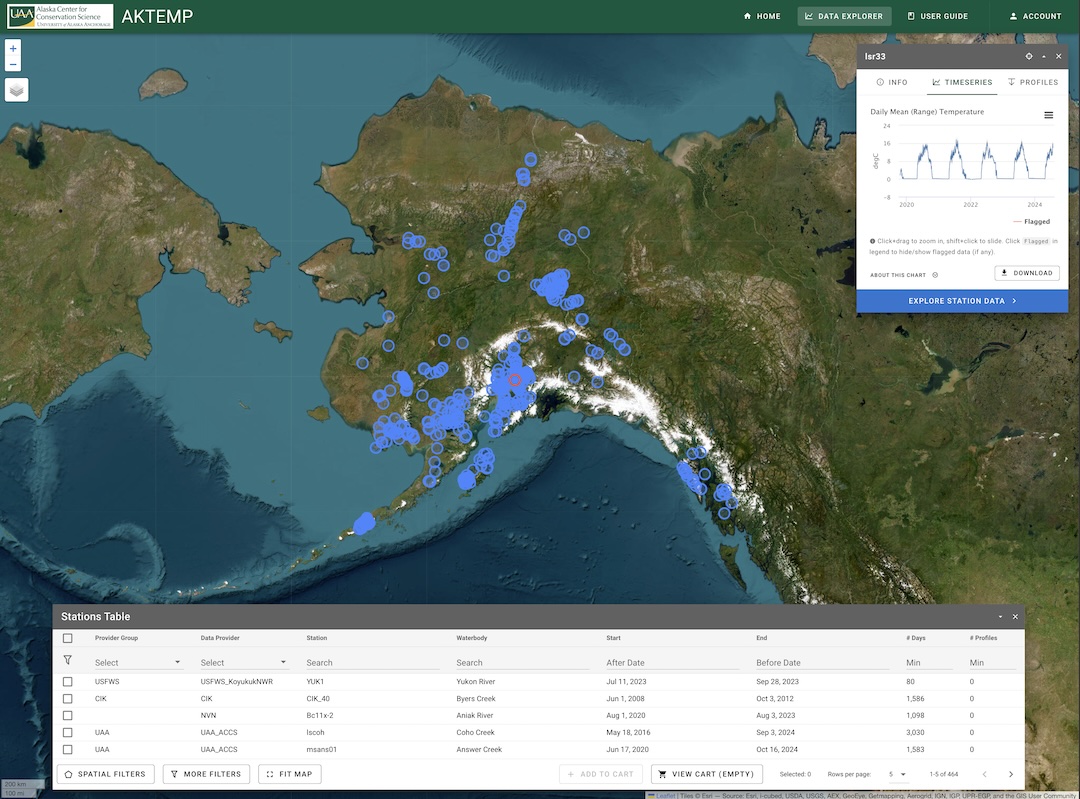 UAA
Alaska Center for
Conservation Science
UNIVERSITY of ALASKA ANCHORAGE
AKTEMP
HOME
DATA EXPLORER
USER GUIDE
ACCOUNT
+
−
lsr33
INFO
TIMESERIES
PROFILES
Daily Mean (Range) Temperature
24
16
8
0
-8
degC
2020
2022
2024
Flagged
Click+drag to zoom in, shift+click to slide. Click Flagged in
legend to hide/show flagged data (if any).
ABOUT THIS CHART
DOWNLOAD
EXPLORE STATION DATA
Stations Table
Provider Group Data Provider Station Waterbody Start End # Days # Profiles
Select Select Search Search After Date Before Date Min Min
USFWS USFWS_KoyukukNWR YUK1 Yukon River Jul 11, 2023 Sep 28, 2023 80 0
CIK CIK CIK_40 Byers Creek Jun 1, 2008 Oct 3, 2012 1,586 0
NVN Bc11x-2 Aniak River Aug 1, 2020 Aug 3, 2023 1,098 0
UAA UAA_ACCS lscoh Coho Creek May 18, 2016 Sep 3, 2024 3,030 0
UAA UAA_ACCS msans01 Answer Creek Jun 17, 2020 Oct 16, 2024 1,583 0
SPATIAL FILTERS
MORE FILTERS
FIT MAP
+ ADD TO CART
VIEW CART (EMPTY)
Selected: 0
Rows per page: 5
1-5 of 464
200 km
100 mi
Leaflet | Tiles © Esri — Source: Esri, i-cubed, USDA, USGS, AEX, GeoEye, Getmapping, Aerogrid, IGN, IGP, UPR-EGP, and the GIS User Community